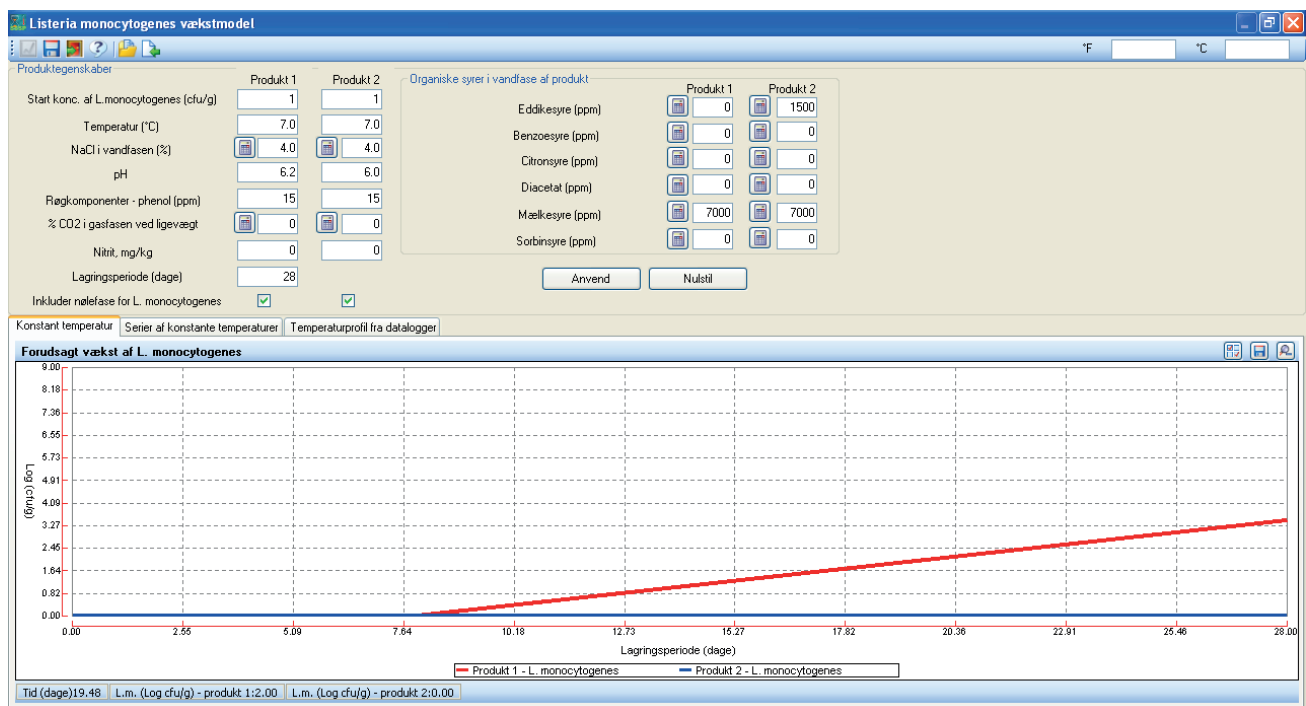 Listeria monocytogenes vækstmodel
°F °C
Produktegenskaber
Produkt 1 Produkt 2
Start konc. af L.monocytogenes (cfu/g) 1 1
Temperatur (°C) 7.0 7.0
NaCl i vandfasen (%) 4.0 4.0
pH 6.2 6.0
Røgkomponenter - phenol (ppm) 15 15
% CO2 i gasfasen ved ligevægt 0 0
Nitrit, mg/kg 0 0
Lagringsperiode (dage) 28
Inkluder nølefase for L. monocytogenes
Organiske syrer i vandfase af produkt
Produkt 1 Produkt 2
Eddikesyre (ppm) 0 1500
Benzoesyre (ppm) 0 0
Citronsyre (ppm) 0 0
Diacetat (ppm) 0 0
Mælkesyre (ppm) 7000 7000
Sorbinsyre (ppm) 0 0
Anvend Nulstil
Konstant temperatur Serier af konstante temperaturer Temperaturprofil fra datalogger
Forudsagt vækst af L. monocytogenes
9.00
8.18
7.36
6.55
5.73
4.91
4.09
3.27
2.45
1.64
0.82
0.00
Log (cfu/g)
0.00 2.55 5.09 7.64 10.18 12.73 15.27 17.82 20.36 22.91 25.46 28.00
Lagringsperiode (dage)
Produkt 1 - L. monocytogenes Produkt 2 - L. monocytogenes
Tid (dage)19.48 L.m. (Log cfu/g) - produkt 1:2.00 L.m. (Log cfu/g) - produkt 2:0.00